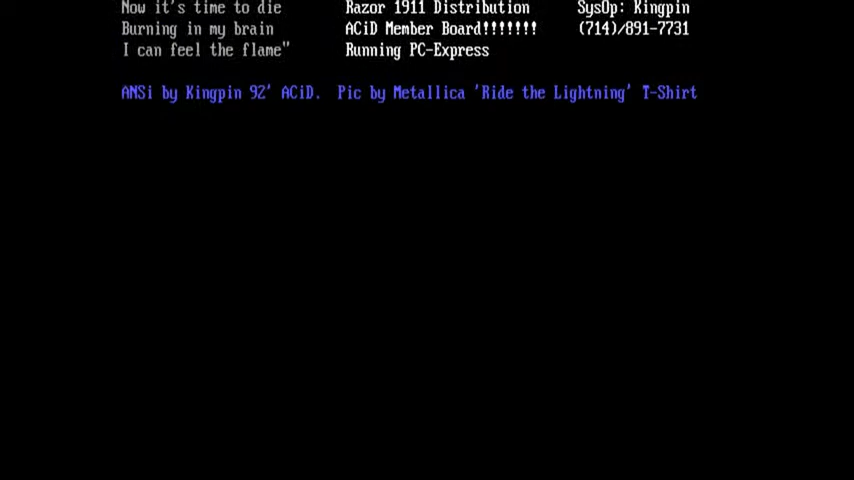 Now it's time to die    Razor 1911 Distribution    SysOp: Kingpin
Burning in my brain    ACiD Member Board!!!!!!!    (714)/891-7731
I can feel the flame"    Running PC-Express
ANSi by Kingpin 92' ACiD.  Pic by Metallica 'Ride the Lightning' T-Shirt